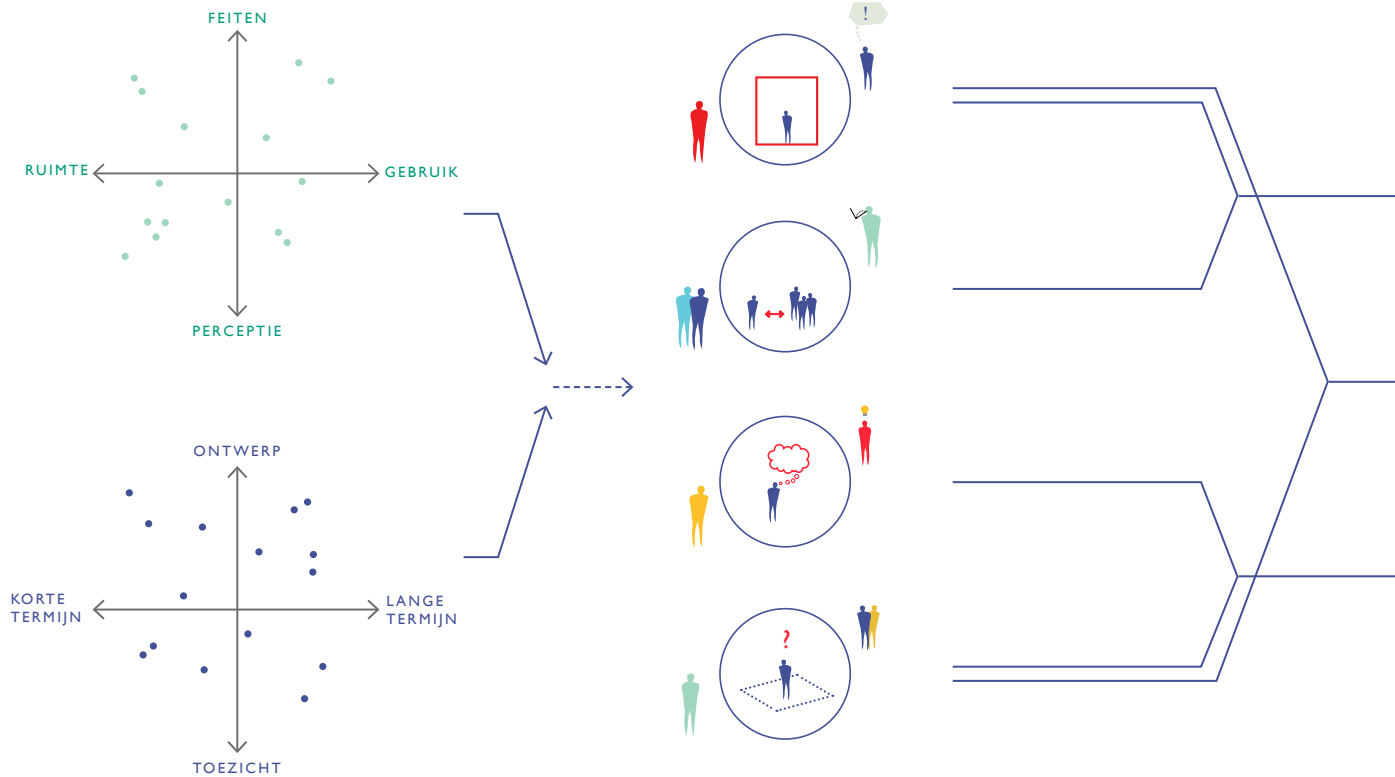 FEITEN
!
RUIMTE
GEBRUIK
PERCEPTIE
ONTWERP
KORTE
TERMIJN
LANGE
TERMIJN
?
TOEZICHT